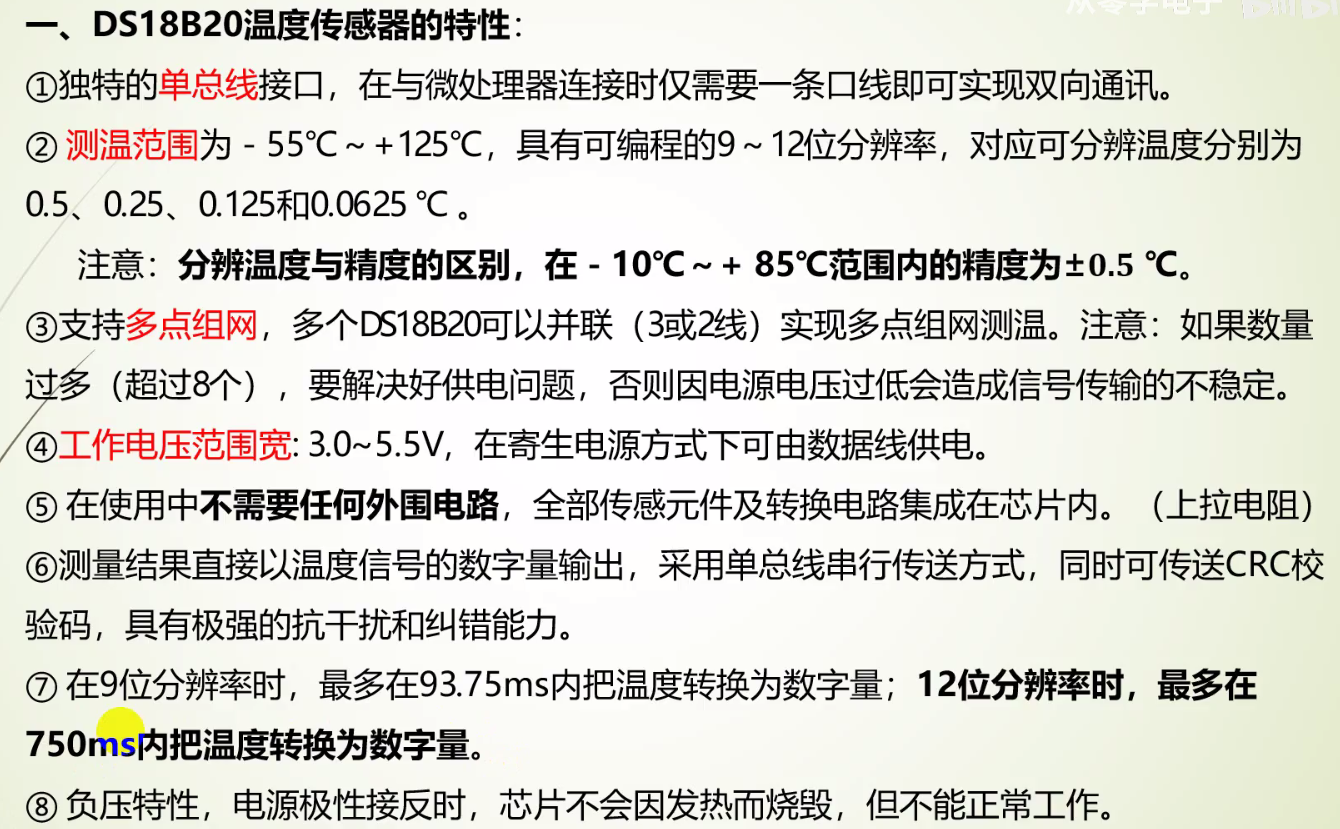 从零学电子 bilibili
一、DS18B20温度传感器的特性：
①独特的单总线接口，在与微处理器连接时仅需要一条口线即可实现双向通讯。
② 测温范围为－55℃～+125℃，具有可编程的9～12位分辨率，对应可分辨温度分别为
0.5、0.25、0.125和0.0625 ℃ 。
注意：分辨温度与精度的区别，在－10℃～+ 85℃范围内的精度为±0.5 ℃。
③支持多点组网，多个DS18B20可以并联（3或2线）实现多点组网测温。注意：如果数量
过多（超过8个），要解决好供电问题，否则因电源电压过低会造成信号传输的不稳定。
④工作电压范围宽: 3.0~5.5V，在寄生电源方式下可由数据线供电。
⑤ 在使用中不需要任何外围电路，全部传感元件及转换电路集成在芯片内。（上拉电阻）
⑥测量结果直接以温度信号的数字量输出，采用单总线串行传送方式，同时可传送CRC校
验码，具有极强的抗干扰和纠错能力。
⑦ 在9位分辨率时，最多在93.75ms内把温度转换为数字量；12位分辨率时，最多在
750ms内把温度转换为数字量。
⑧ 负压特性，电源极性接反时，芯片不会因发热而烧毁，但不能正常工作。